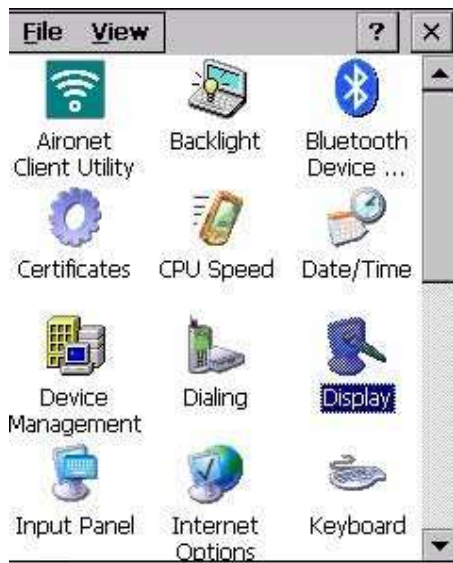 File View ? ×
Aironet Backlight Bluetooth
Client Utility Device ...
Certificates CPU Speed Date/Time
Device Dialing Display
Management
Input Panel Internet Keyboard
Options